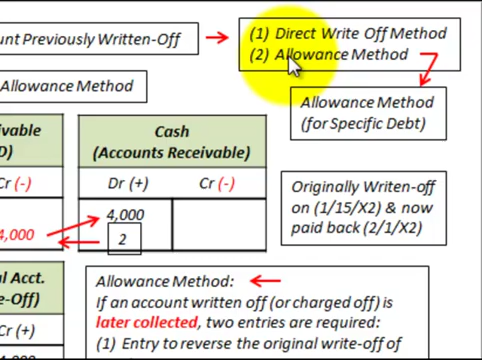 unt Previously Written-Off
(1) Direct Write Off Method
(2) Allowance Method
Allowance Method
Allowance Method
(for Specific Debt)
ivable
D)
Cash
(Accounts Receivable)
Cr (-)
Dr (+)
Cr (-)
4,000
4,000
2
Originally Writen-off
on (1/15/X2) & now
paid back (2/1/X2)
al Acct.
e-Off)
Cr (+)
Allowance Method:
If an account written off (or charged off) is
later collected, two entries are required:
(1) Entry to reverse the original write-off of